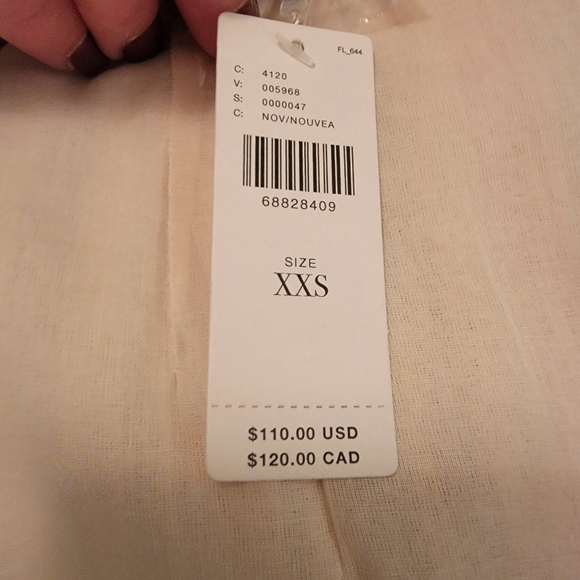 FL_644
C: 4120
V: 005968
S: 0000047
C: NOV/NOUVEA
68828409
SIZE
XXS
$110.00 USD
$120.00 CAD